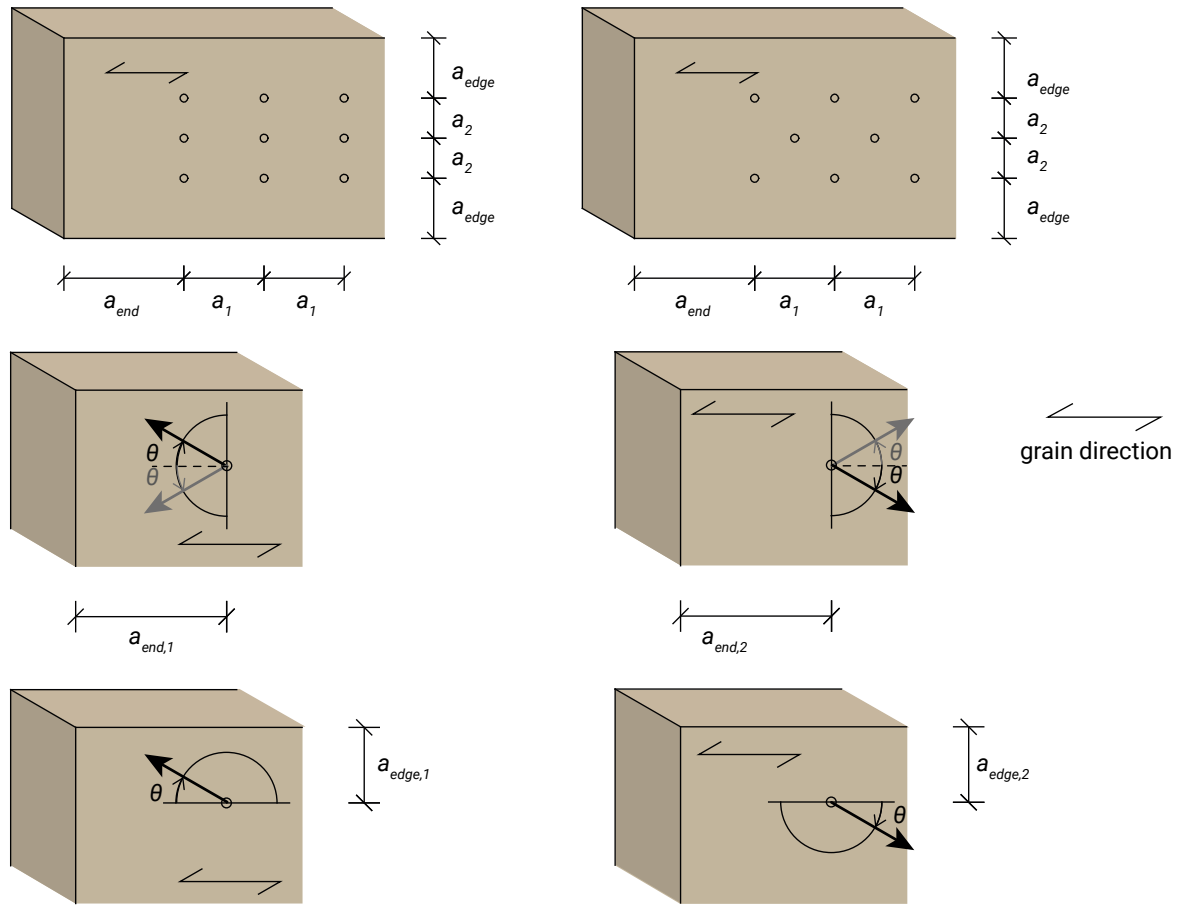 a_edge
a_2
a_2
a_edge
a_end
a_1
a_1
a_edge
a_2
a_2
a_edge
a_end
a_1
a_1
θ
θ
a_end,1
θ
θ
a_end,2
grain direction
θ
a_edge,1
θ
a_edge,2